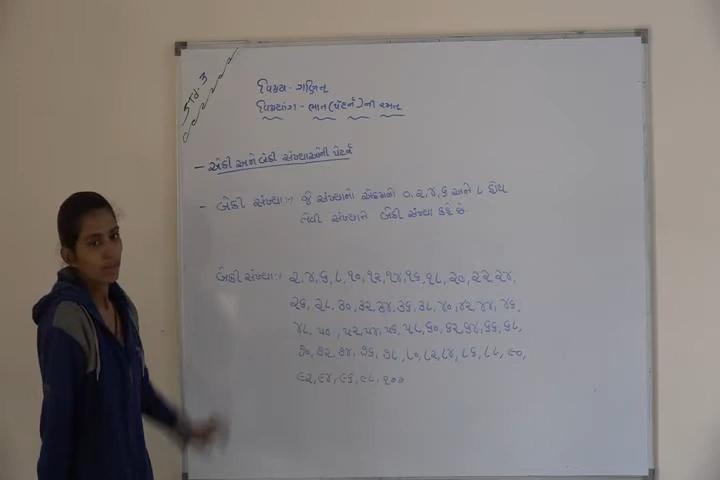 Std. 3
વિષય - ગણિત
વિષયાંગ - ભાત (પેટર્ન) ની રમત
- એકી અને બેકી સંખ્યાઓની પેટર્ન
- બેકી સંખ્યા :- જે સંખ્યાનો એકમનો ૦, ૨, ૪, ૬ અને ૮ હોય
તેવી સંખ્યાને બેકી સંખ્યા કહે છે
બેકી સંખ્યા :- ૨, ૪, ૬, ૮, ૧૦, ૧૨, ૧૪, ૧૬, ૧૮, ૨૦, ૨૨, ૨૪,
૨૬, ૨૮, ૩૦, ૩૨, ૩૪, ૩૬, ૩૮, ૪૦, ૪૨, ૪૪, ૪૬,
૪૮, ૫૦, ૫૨, ૫૪, ૫૬, ૫૮, ૬૦, ૬૨, ૬૪, ૬૬, ૬૮,
૭૦, ૭૨, ૭૪, ૭૬, ૭૮, ૮૦, ૮૨, ૮૪, ૮૬, ૮૮, ૯૦,
૯૨, ૯૪, ૯૬, ૯૮, ૧૦૦